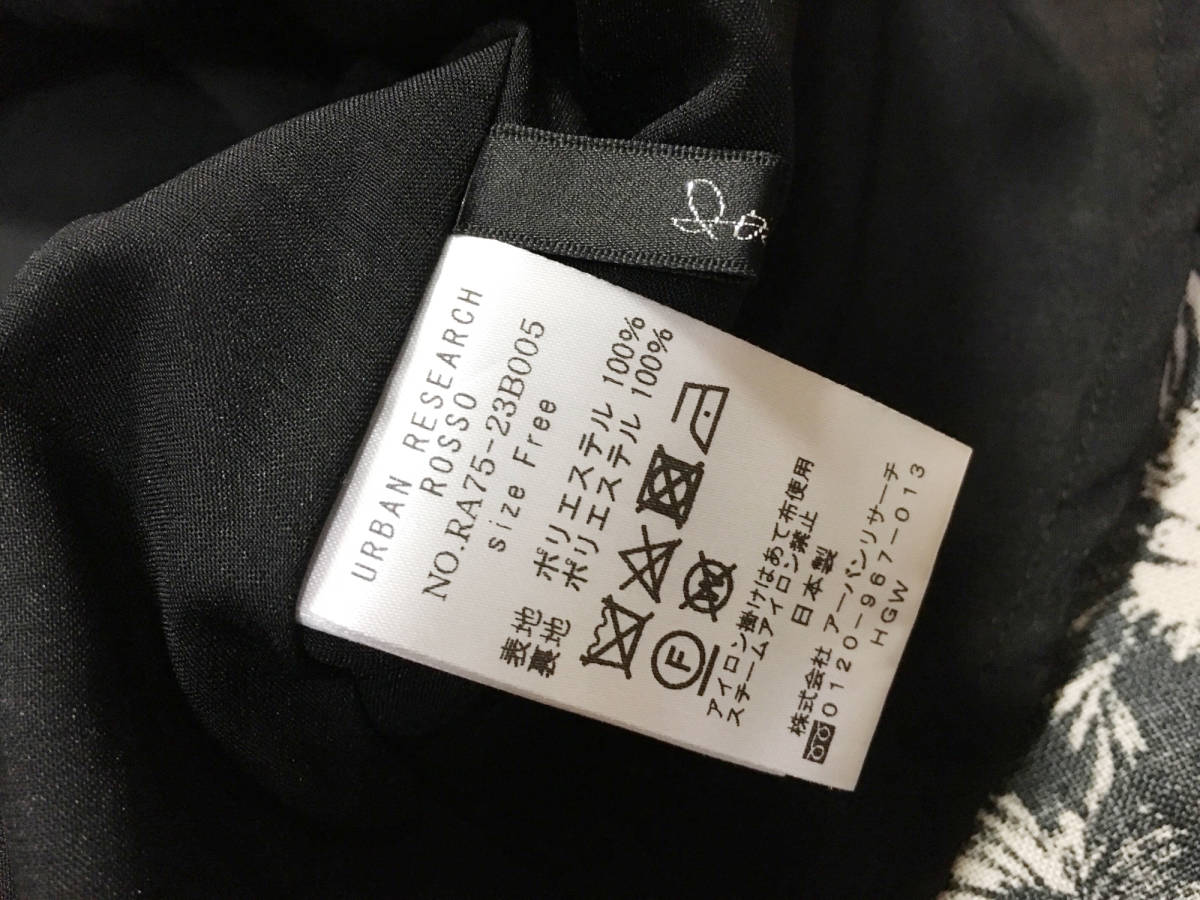 URBAN RESEARCH
ROSSO
NO.RA75-23B005
size Free
表地 ポリエステル 100%
裏地 ポリエステル 100%
F
アイロン掛けはあて布使用
スチームアイロン禁止
日本製
株式会社 アーバンリサーチ
0120-967-013
HGW